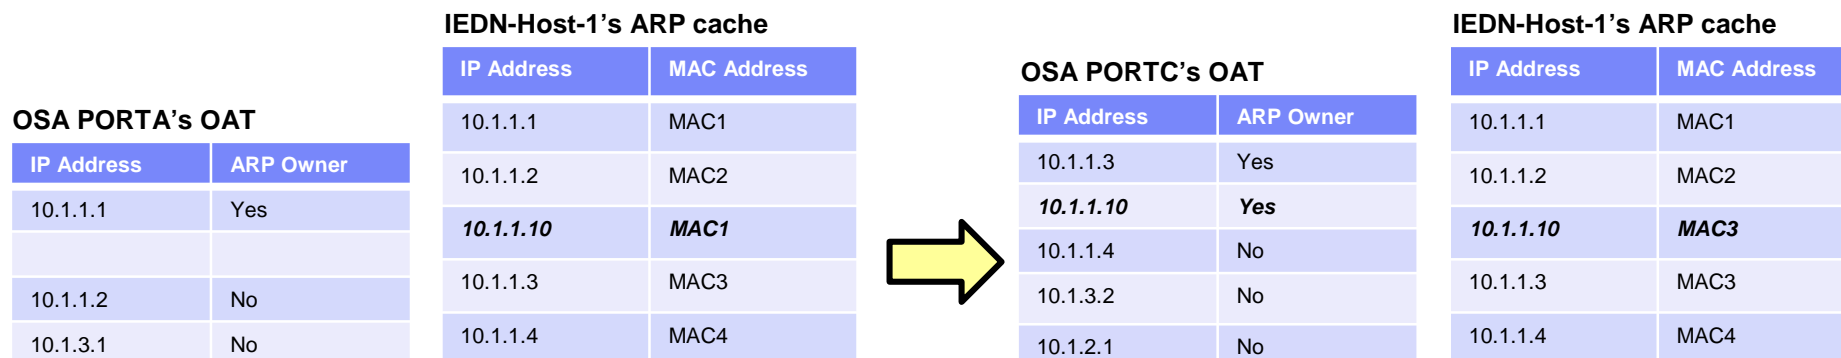 OSA PORTA's OAT
IP Address ARP Owner
10.1.1.1 Yes
10.1.1.2 No
10.1.3.1 No
IEDN-Host-1's ARP cache
IP Address MAC Address
10.1.1.1 MAC1
10.1.1.2 MAC2
10.1.1.10 MAC1
10.1.1.3 MAC3
10.1.1.4 MAC4
OSA PORTC's OAT
IP Address ARP Owner
10.1.1.3 Yes
10.1.1.10 Yes
10.1.1.4 No
10.1.3.2 No
10.1.2.1 No
IEDN-Host-1's ARP cache
IP Address MAC Address
10.1.1.1 MAC1
10.1.1.2 MAC2
10.1.1.10 MAC3
10.1.1.3 MAC3
10.1.1.4 MAC4